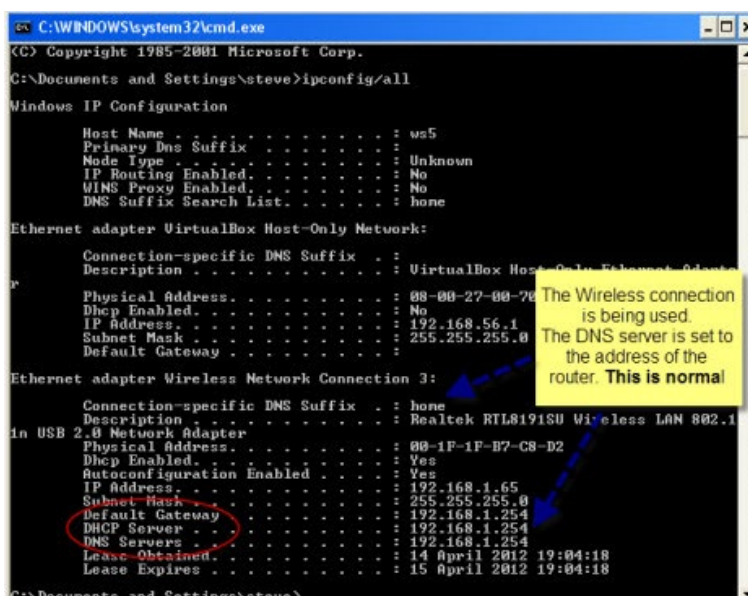 C:\WINDOWS\system32\cmd.exe
(C) Copyright 1985-2001 Microsoft Corp.
C:\Documents and Settings\steve>ipconfig/all
Windows IP Configuration
Host Name . . . . . . . . . . . . : ws5
Primary Dns Suffix . . . . . . . :
Node Type . . . . . . . . . . . . : Unknown
IP Routing Enabled. . . . . . . . : No
WINS Proxy Enabled. . . . . . . . : No
DNS Suffix Search List. . . . . . : home
Ethernet adapter VirtualBox Host-Only Network:
Connection-specific DNS Suffix . :
Description . . . . . . . . . . . : VirtualBox Host-Only Ethernet Adapte
r
Physical Address. . . . . . . . . : 08-00-27-00-70
Dhcp Enabled. . . . . . . . . . . : No
IP Address. . . . . . . . . . . . : 192.168.56.1
Subnet Mask . . . . . . . . . . . : 255.255.255.0
Default Gateway . . . . . . . . . :
The Wireless connection
is being used.
The DNS server is set to
the address of the
router. This is normal
Ethernet adapter Wireless Network Connection 3:
Connection-specific DNS Suffix . : home
Description . . . . . . . . . . . : Realtek RTL8191SU Wireless LAN 802.1
1n USB 2.0 Network Adapter
Physical Address. . . . . . . . . : 00-1F-1F-B7-C8-D2
Dhcp Enabled. . . . . . . . . . . : Yes
Autoconfiguration Enabled . . . . : Yes
IP Address. . . . . . . . . . . . : 192.168.1.65
Subnet Mask . . . . . . . . . . . : 255.255.255.0
Default Gateway . . . . . . . . . : 192.168.1.254
DHCP Server . . . . . . . . . . . : 192.168.1.254
DNS Servers . . . . . . . . . . . : 192.168.1.254
Lease Obtained. . . . . . . . . . : 14 April 2012 19:04:18
Lease Expires . . . . . . . . . . : 15 April 2012 19:04:18
C:\Documents and Settings\steve>